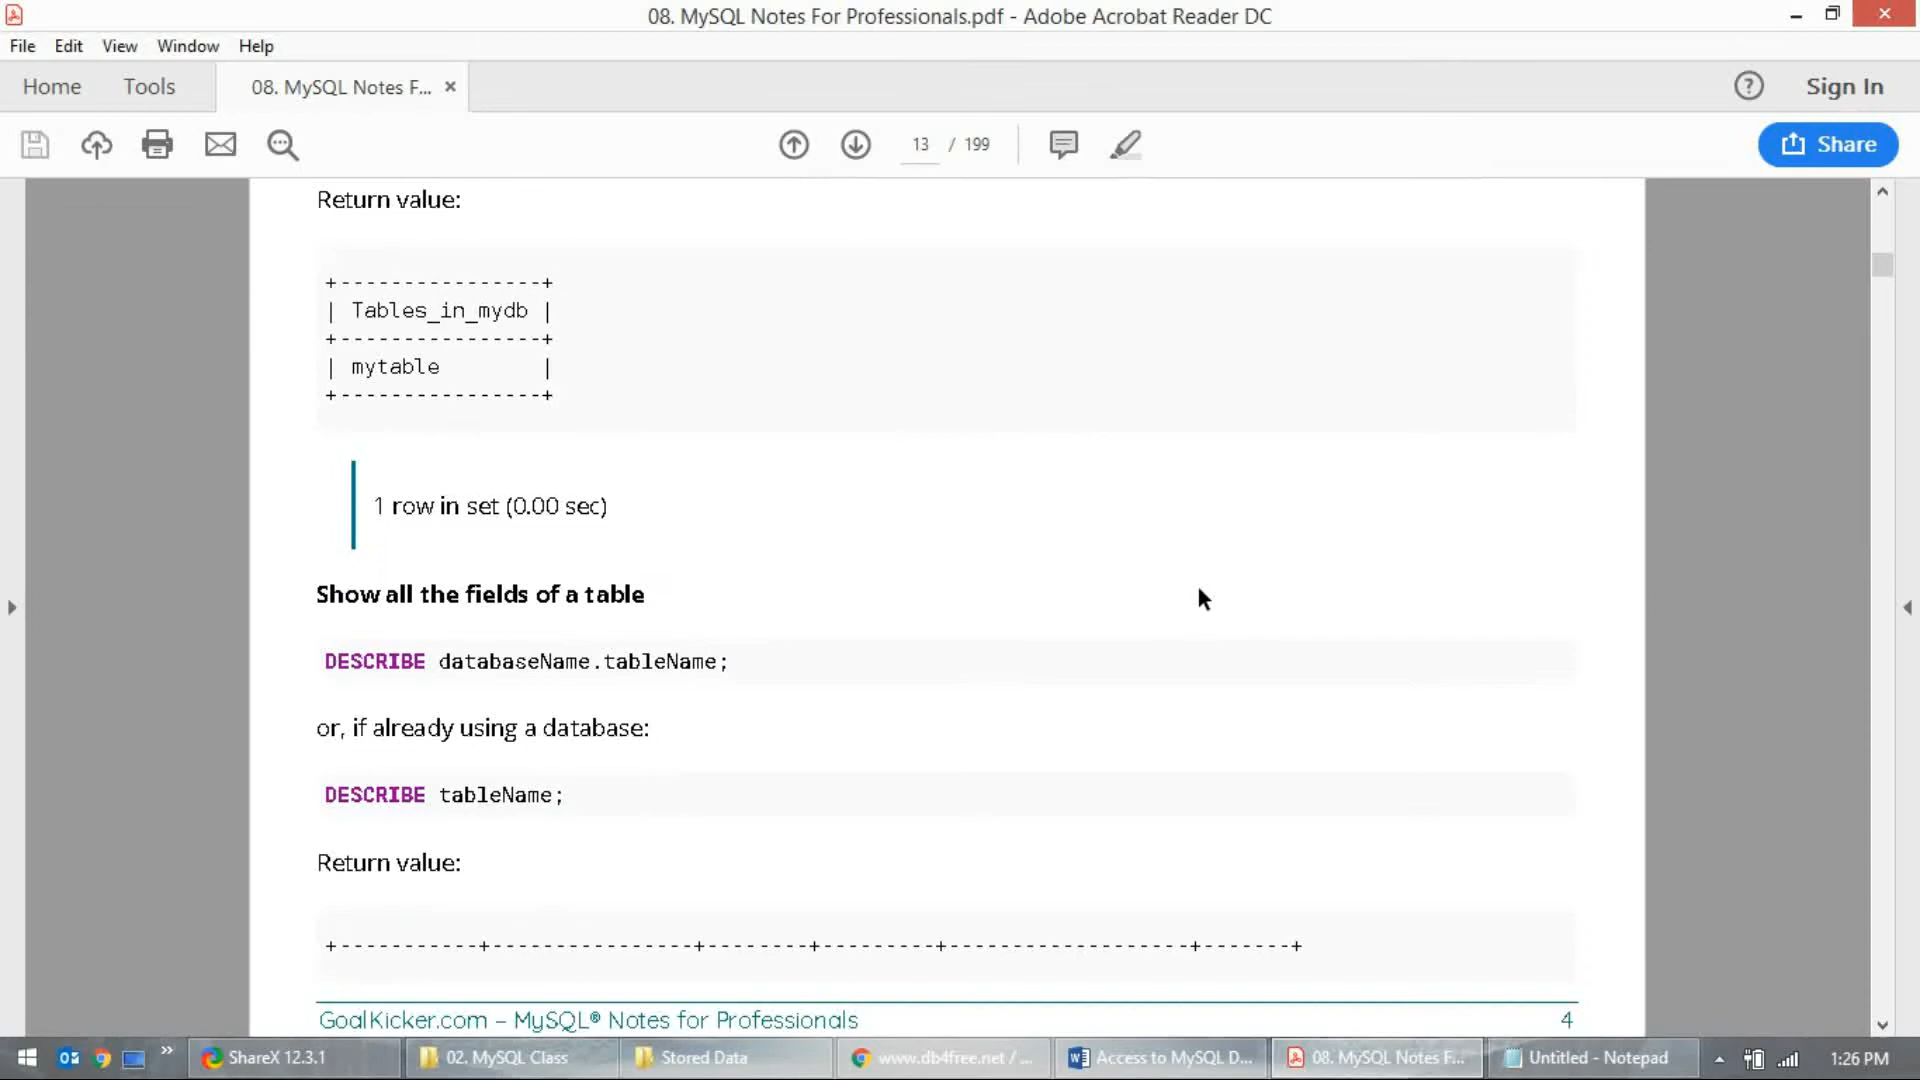 08. MySQL Notes For Professionals.pdf - Adobe Acrobat Reader DC
File Edit View Window Help
Home Tools 08. MySQL Notes F... × Sign In
13 / 199 Share
Return value:
+----------------+
| Tables_in_mydb |
+----------------+
| mytable        |
+----------------+
1 row in set (0.00 sec)
Show all the fields of a table
DESCRIBE databaseName.tableName;
or, if already using a database:
DESCRIBE tableName;
Return value:
+-----------+----------------+--------+---------+-------------------+-------+
GoalKicker.com – MySQL® Notes for Professionals 4
ShareX 12.3.1 02. MySQL Class Stored Data www.db4free.net / ... Access to MySQL D... 08. MySQL Notes F... Untitled - Notepad 1:26 PM